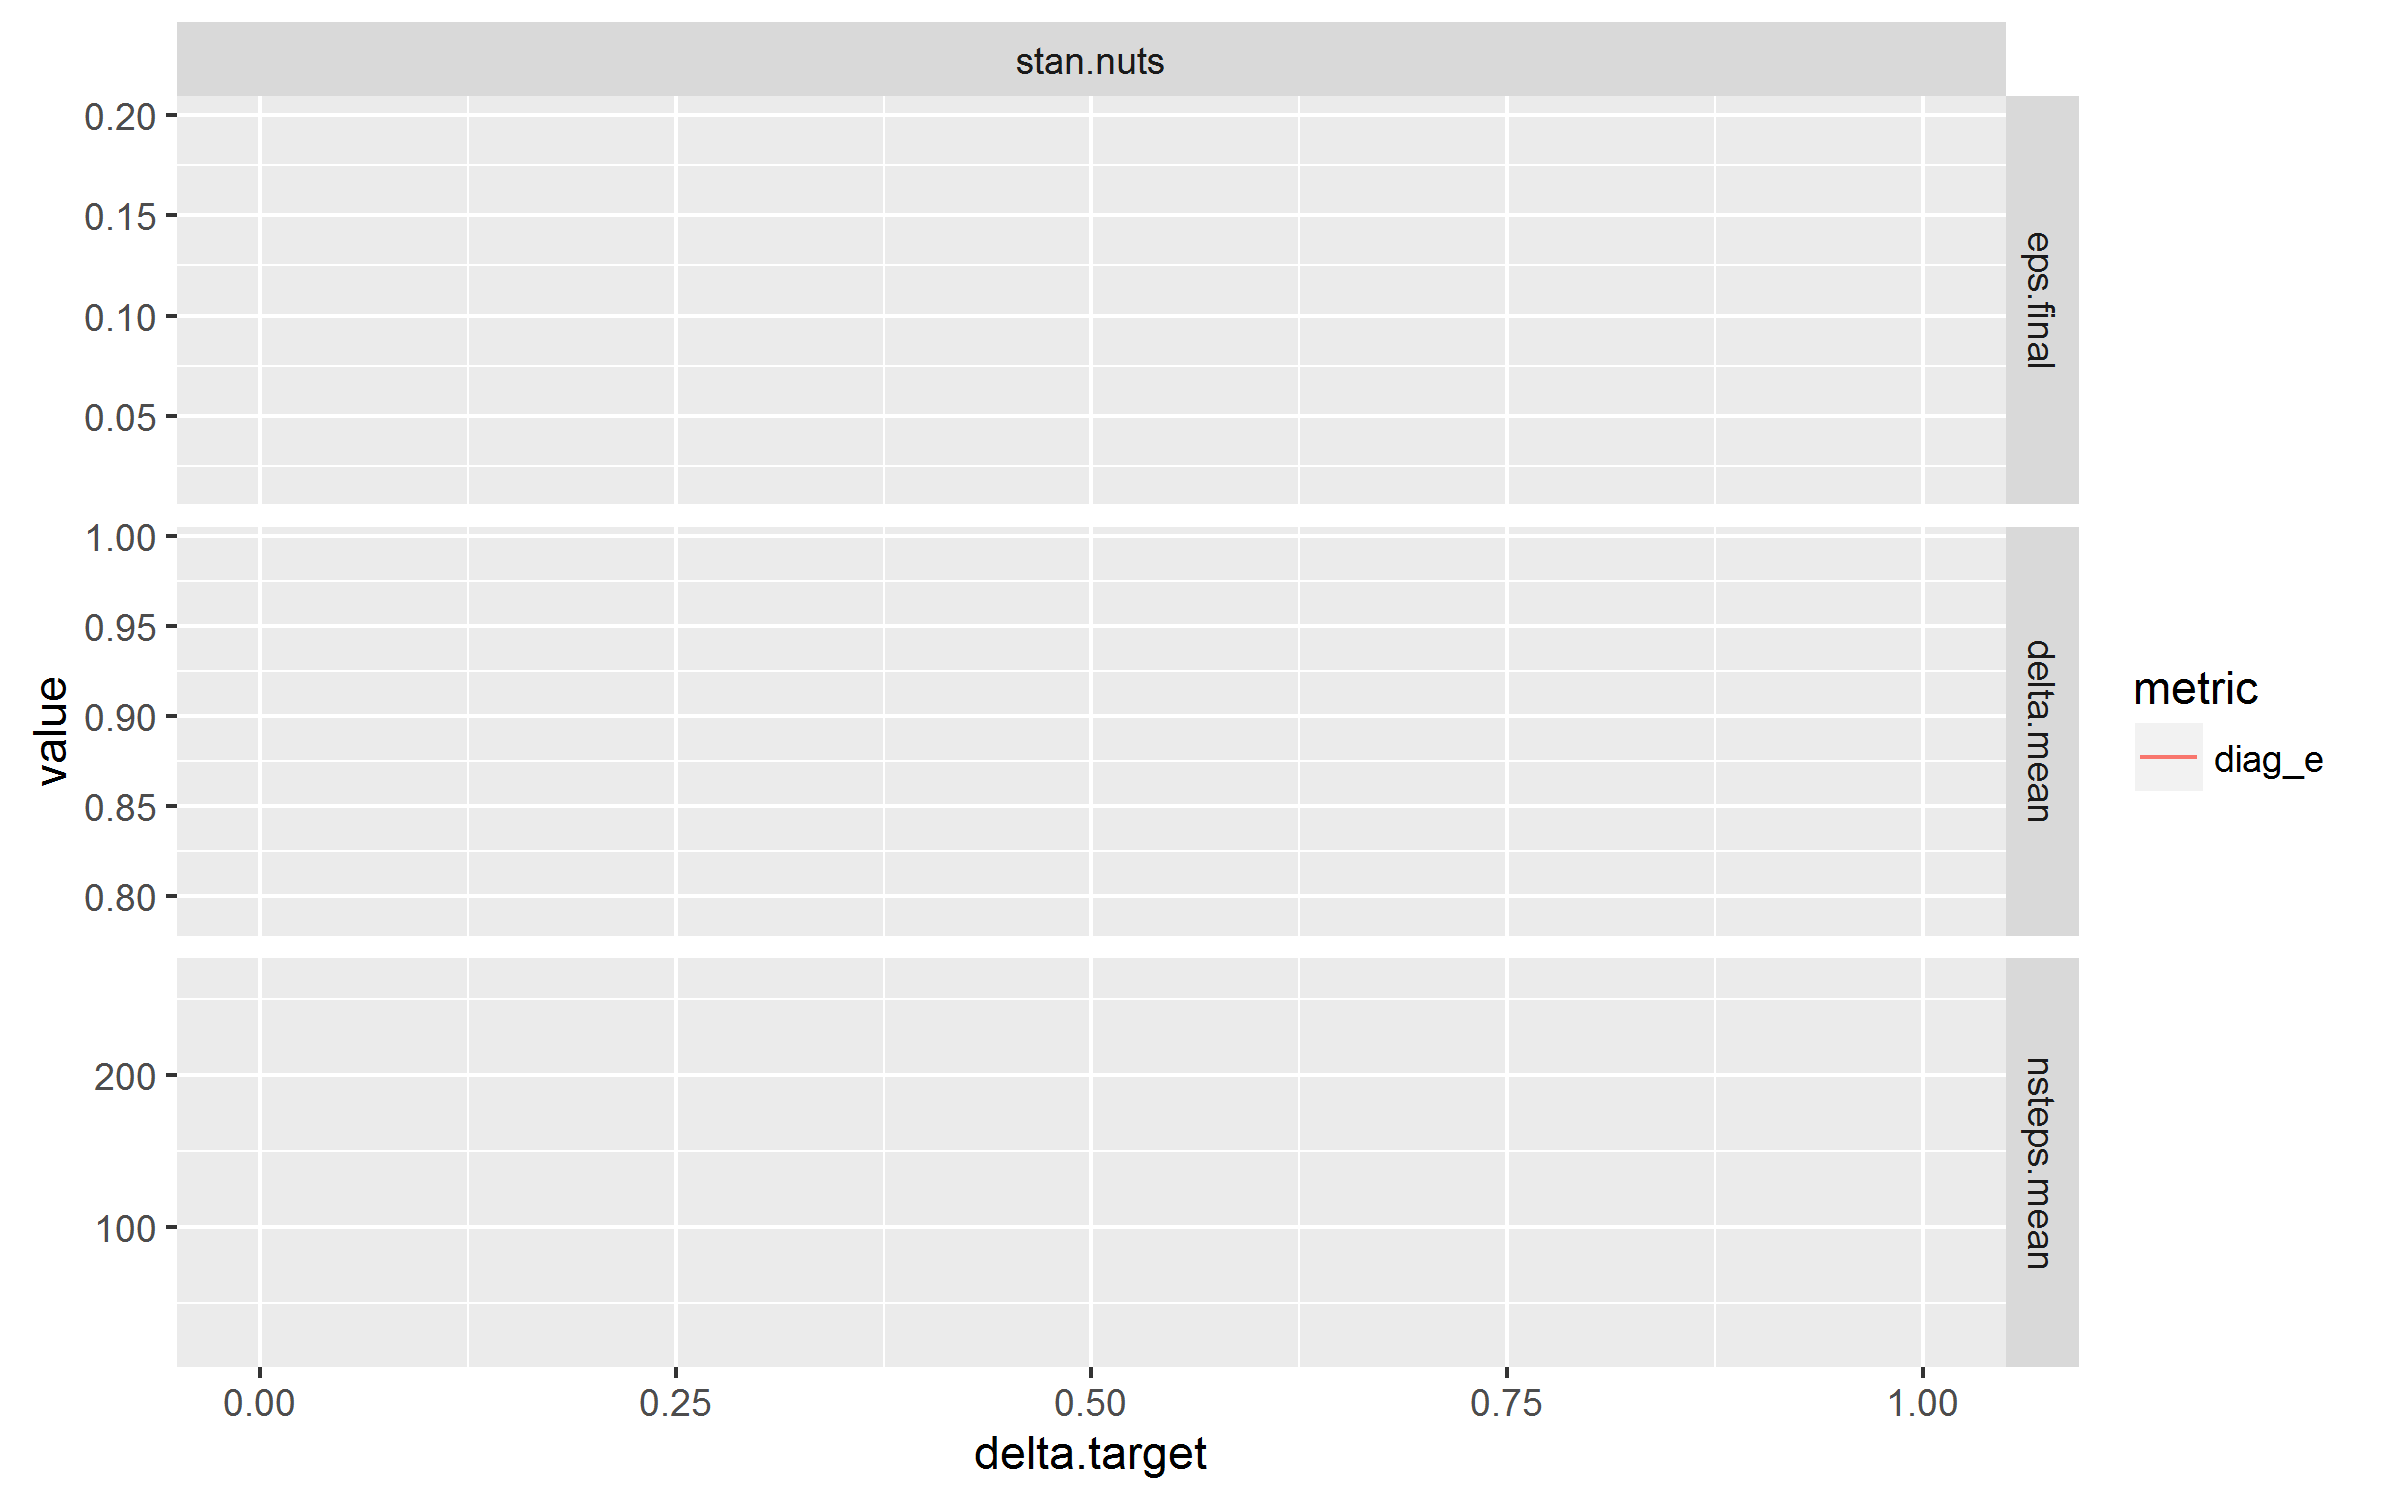 stan.nuts
0.20
0.15
0.10
0.05
eps.final
1.00
0.95
0.90
0.85
0.80
delta.mean
value
200
100
nsteps.mean
0.00 0.25 0.50 0.75 1.00
delta.target
metric
diag_e